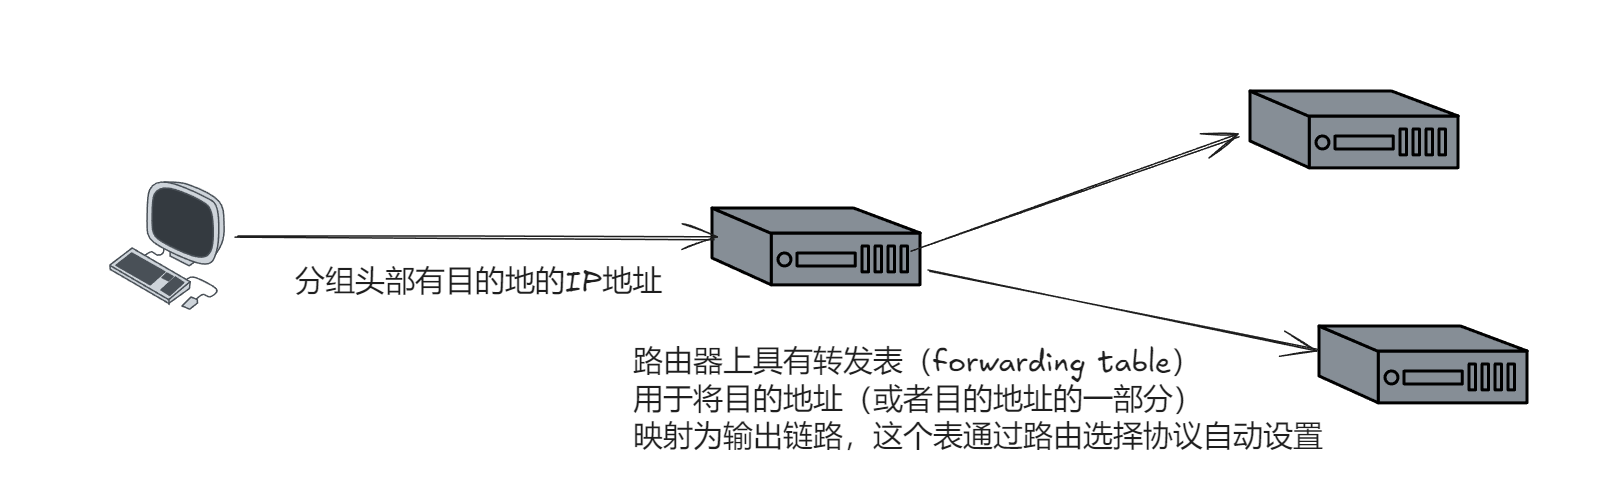 分组头部有目的地的IP地址
路由器上具有转发表（forwarding table）
用于将目的地址（或者目的地址的一部分）
映射为输出链路，这个表通过路由选择协议自动设置